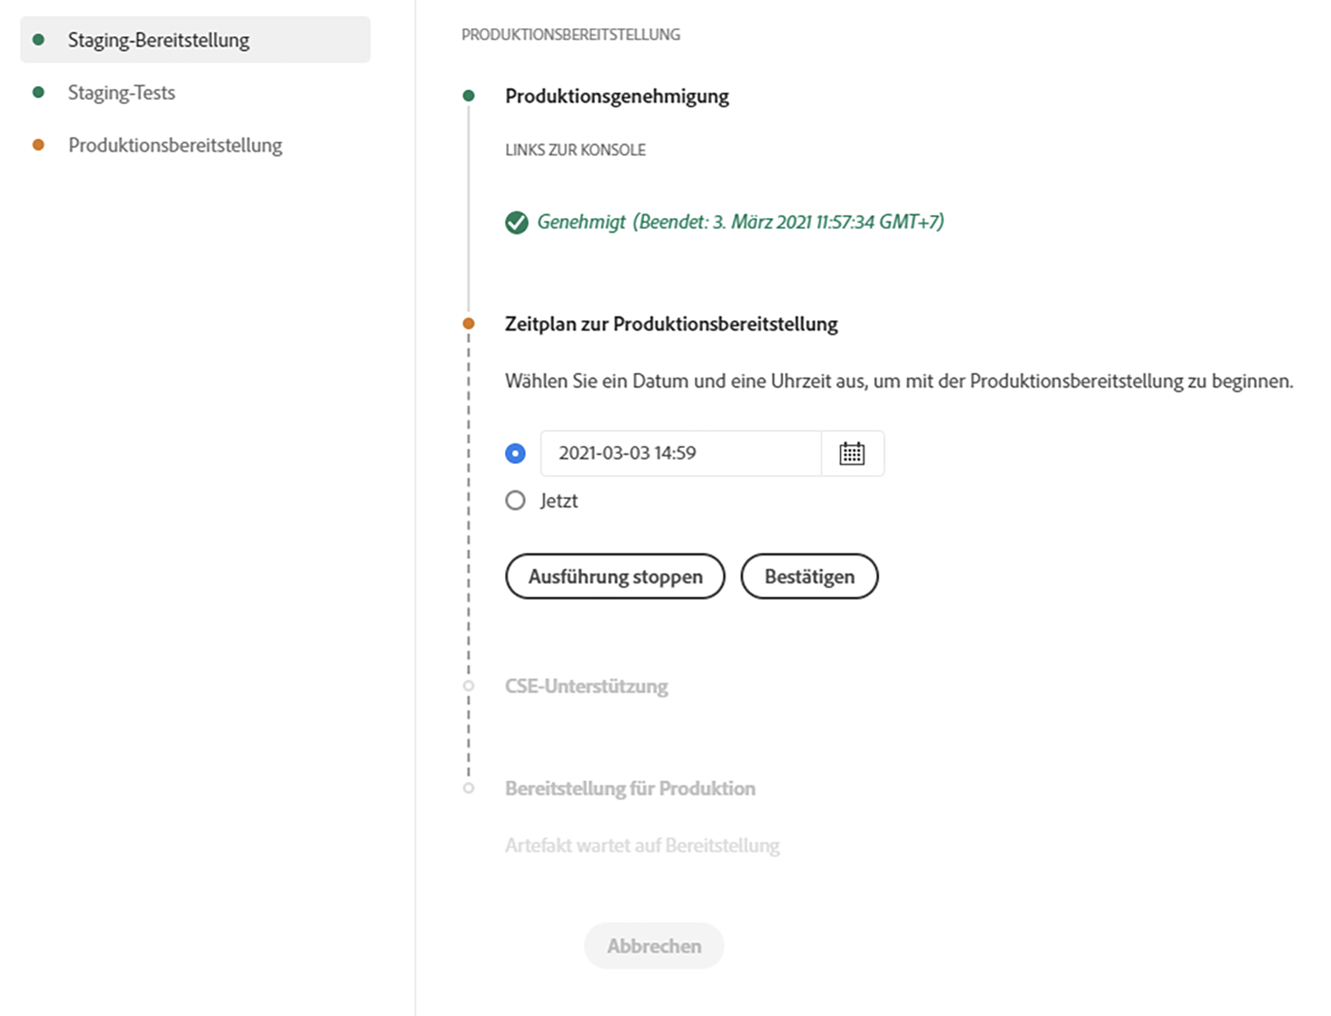 Staging-Bereitstellung
Staging-Tests
Produktionsbereitstellung
PRODUKTIONSBEREITSTELLUNG
Produktionsgenehmigung
LINKS ZUR KONSOLE
Genehmigt (Beendet: 3. März 2021 11:57:34 GMT+7)
Zeitplan zur Produktionsbereitstellung
Wählen Sie ein Datum und eine Uhrzeit aus, um mit der Produktionsbereitstellung zu beginnen.
2021-03-03 14:59
Jetzt
Ausführung stoppen Bestätigen
CSE-Unterstützung
Bereitstellung für Produktion
Artefakt wartet auf Bereitstellung
Abbrechen